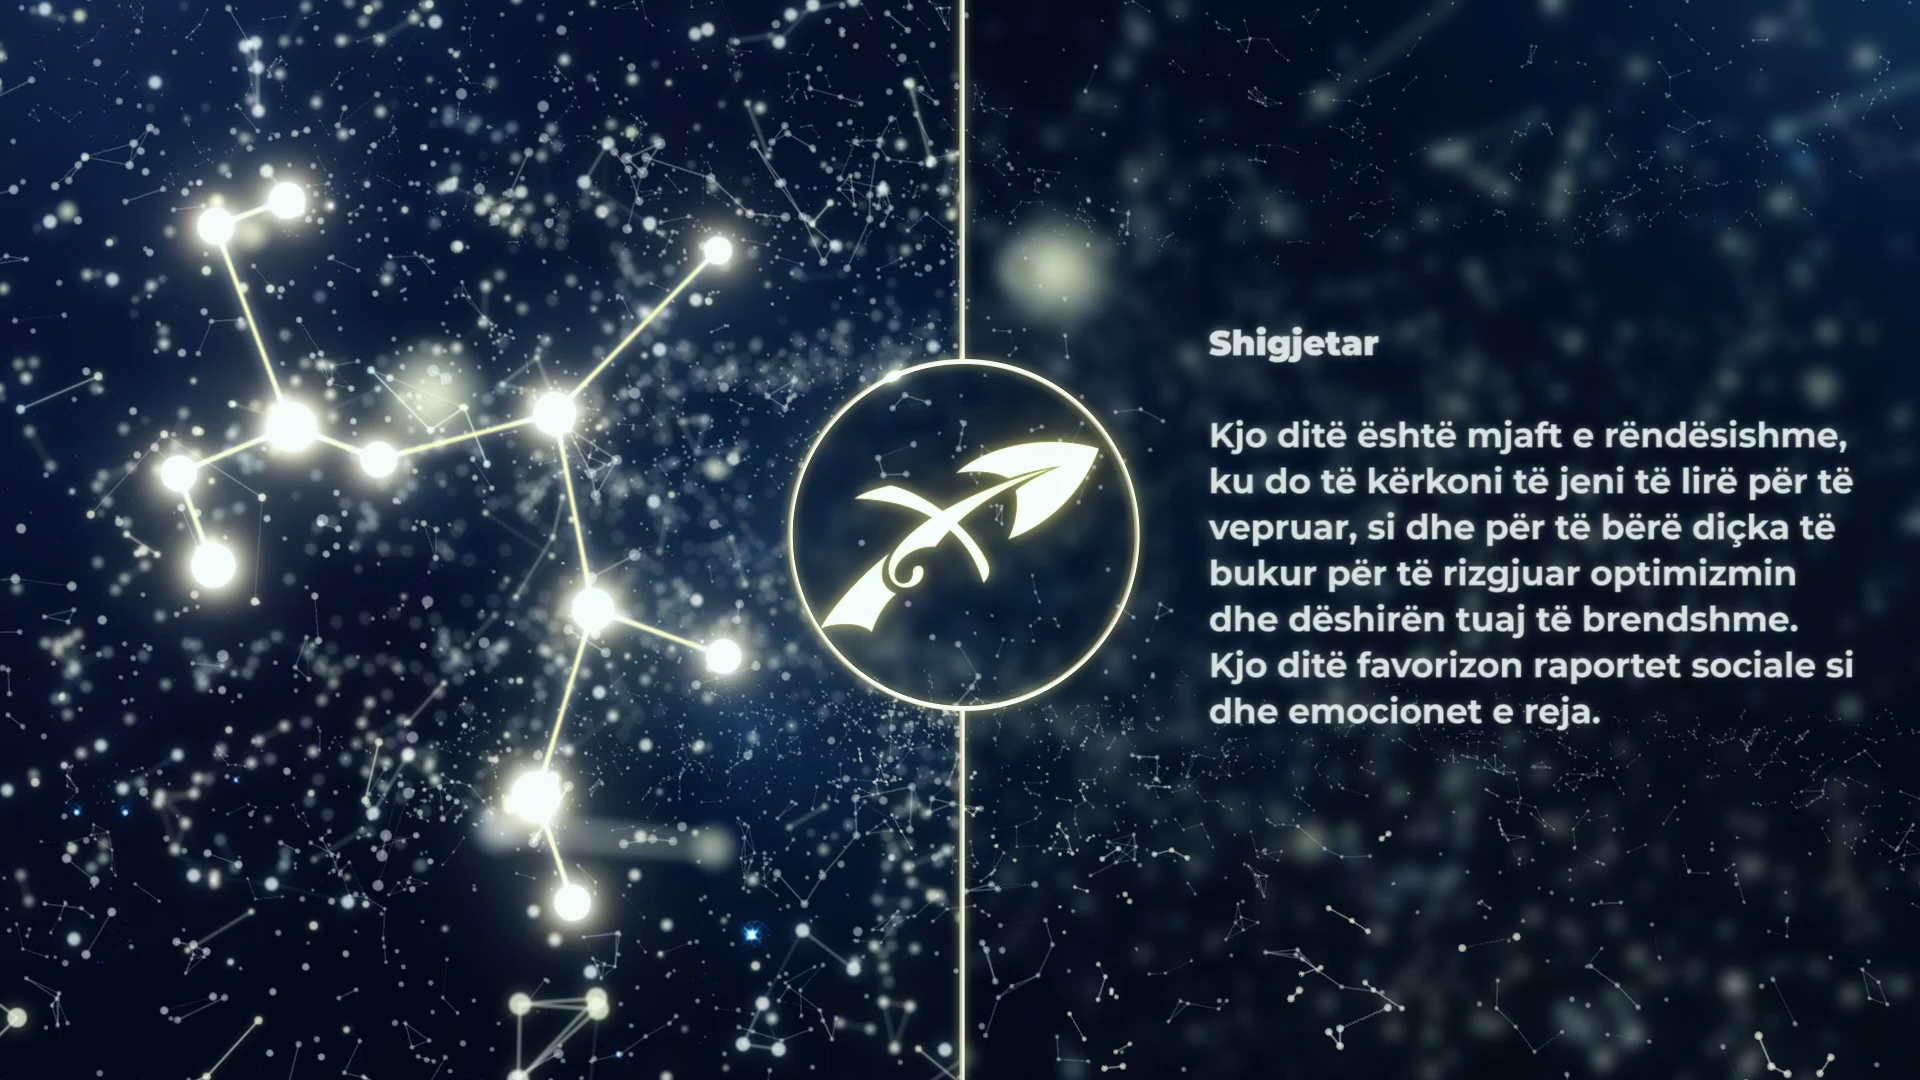 Shigjetar
Kjo ditë është mjaft e rëndësishme,
ku do të kërkoni të jeni të lirë për të
vepruar, si dhe për të bërë diçka të
bukur për të rizgjuar optimizmin
dhe dëshirën tuaj të brendshme.
Kjo ditë favorizon raportet sociale si
dhe emocionet e reja.